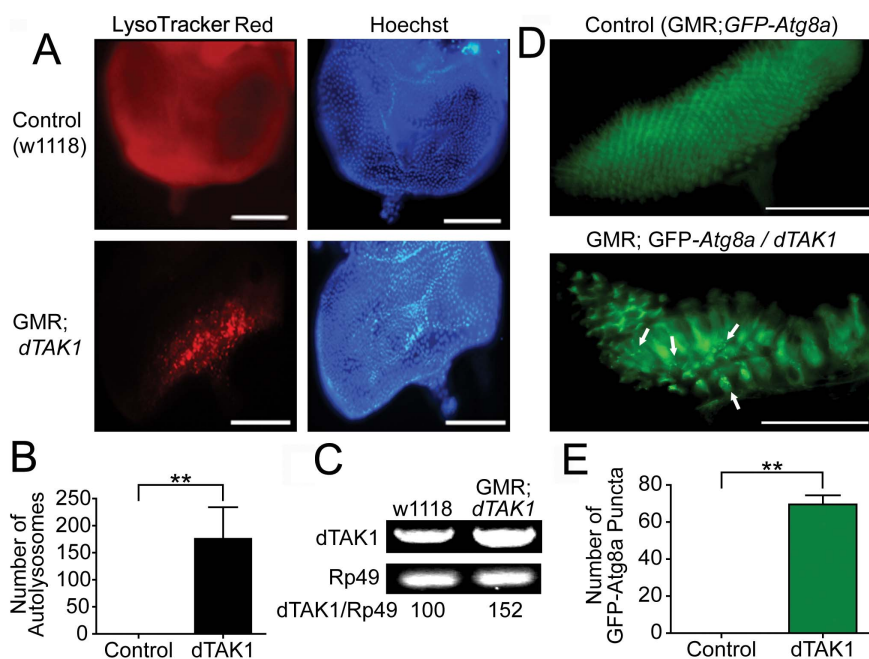 A
LysoTracker Red
Hoechst
Control
(w1118)
GMR;
dTAK1
D
Control (GMR;GFP-Atg8a)
GMR; GFP-Atg8a / dTAK1
B
**
Number of
Autolysosomes
250
200
150
100
50
0
Control
dTAK1
C
w1118
GMR;
dTAK1
dTAK1
Rp49
dTAK1/Rp49 100 152
E
**
Number of
GFP-Atg8a Puncta
80
60
40
20
0
Control
dTAK1